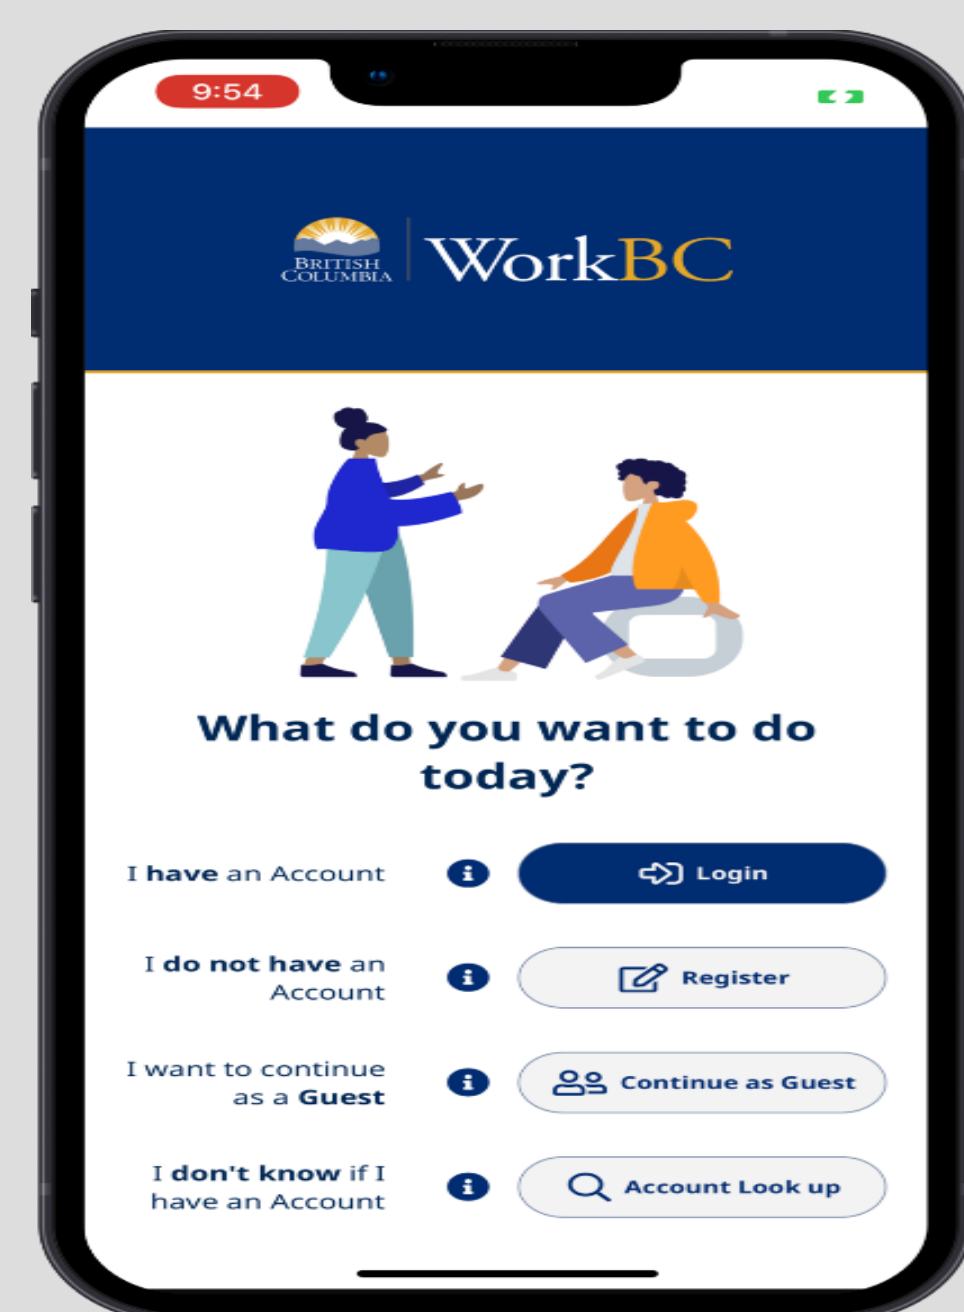 9:54
BRITISH
COLUMBIA
WorkBC
What do you want to do
today?
I have an Account
Login
I do not have an
Account
Register
I want to continue
as a Guest
Continue as Guest
I don't know if I
have an Account
Account Look up